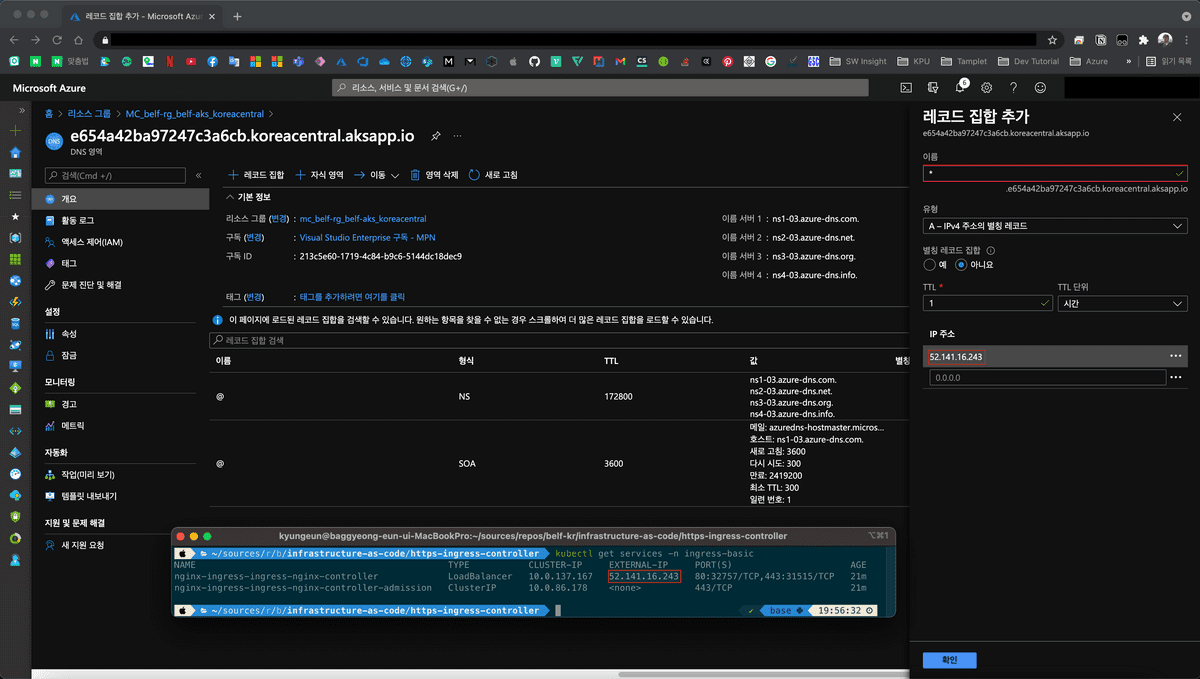 레코드 집합 추가 - Microsoft Azu
맞춤법
SW Insight
KPU
Tamplet
Dev Tutorial
Azure
»
읽기 목록
Microsoft Azure
리소스, 서비스 및 문서 검색(G+/)
6
홈 > 리소스 그룹 > MC_belf-rg_belf-aks_koreacentral >
e654a42ba97247c3a6cb.koreacentral.aksapp.io
DNS
DNS 영역
검색(Cmd +/)
개요
활동 로그
액세스 제어(IAM)
태그
문제 진단 및 해결
설정
속성
잠금
모니터링
경고
메트릭
자동화
작업(미리 보기)
템플릿 내보내기
지원 및 문제 해결
새 지원 요청
레코드 집합
자식 영역
이동
영역 삭제
새로 고침
기본 정보
리소스 그룹 (변경) : mc_belf-rg_belf-aks_koreacentral
구독 (변경) : Visual Studio Enterprise 구독 - MPN
구독 ID : 213c5e60-1719-4c84-b9c6-5144dc18dec9
이름 서버 1 : ns1-03.azure-dns.com.
이름 서버 2 : ns2-03.azure-dns.net.
이름 서버 3 : ns3-03.azure-dns.org.
이름 서버 4 : ns4-03.azure-dns.info.
태그 (변경) : 태그를 추가하려면 여기를 클릭
이 페이지에 로드된 레코드 집합을 검색할 수 있습니다. 원하는 항목을 찾을 수 없는 경우 스크롤하여 더 많은 레코드 집합을 로드할 수 있습니다.
레코드 집합 검색
이름 형식 TTL 값 별칭
@ NS 172800
ns1-03.azure-dns.com.
ns2-03.azure-dns.net.
ns3-03.azure-dns.org.
ns4-03.azure-dns.info.
@ SOA 3600
메일: azuredns-hostmaster.micros...
호스트: ns1-03.azure-dns.com.
새로 고침: 3600
다시 시도: 300
만료: 2419200
최소 TTL: 300
일련 번호: 1
kyungeun@baggyeong-eun-ui-MacBookPro:~/sources/repos/belf-kr/infrastructure-as-code/https-ingress-controller
⌥⌘1
~/sources/r/b/infrastructure-as-code/https-ingress-controller kubectl get services -n ingress-basic
NAME TYPE CLUSTER-IP EXTERNAL-IP PORT(S) AGE
nginx-ingress-nginx-controller LoadBalancer 10.0.137.167 52.141.16.243 80:32757/TCP,443:31515/TCP 21m
nginx-ingress-nginx-controller-admission ClusterIP 10.0.86.178 <none> 443/TCP 21m
~/sources/r/b/infrastructure-as-code/https-ingress-controller
base 19:56:32
레코드 집합 추가
e654a42ba97247c3a6cb.koreacentral.aksapp.io
이름
*
.e654a42ba97247c3a6cb.koreacentral.aksapp.io
유형
A – IPv4 주소의 별칭 레코드
별칭 레코드 집합
예 아니요
TTL * TTL 단위
1 시간
IP 주소
52.141.16.243
0.0.0.0
확인